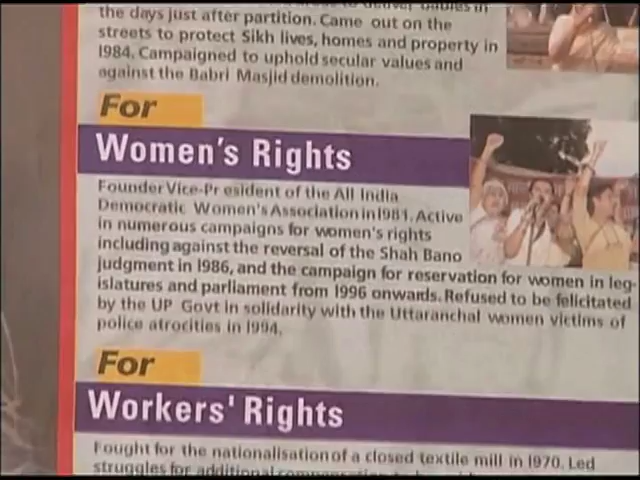 the days just after partition. Came out on the
streets to protect Sikh lives, homes and property in
1984. Campaigned to uphold secular values and
against the Babri Masjid demolition.
For
Women's Rights
Founder Vice-President of the All India
Democratic Women's Association in 1981. Active
in numerous campaigns for women's rights
including against the reversal of the Shah Bano
judgment in 1986, and the campaign for reservation for women in leg-
islatures and parliament from 1996 onwards. Refused to be felicitated
by the UP Govt in solidarity with the Uttaranchal women victims of
police atrocities in 1994.
For
Workers' Rights
Fought for the nationalisation of a closed textile mill in 1970. Led
struggles for additional